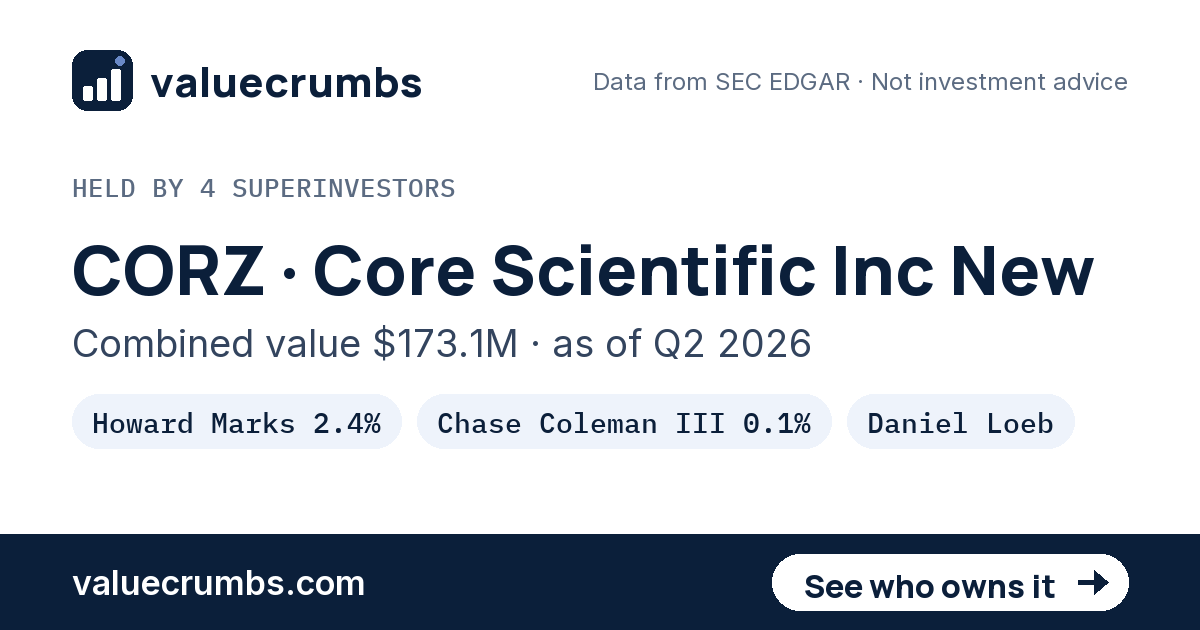 valuecrumbs
Data from SEC EDGAR · Not investment advice
HELD BY 4 SUPERINVESTORS
CORZ · Core Scientific Inc New
Combined value $173.1M · as of Q2 2026
Howard Marks 2.4%
Chase Coleman III 0.1%
Daniel Loeb
valuecrumbs.com
See who owns it →